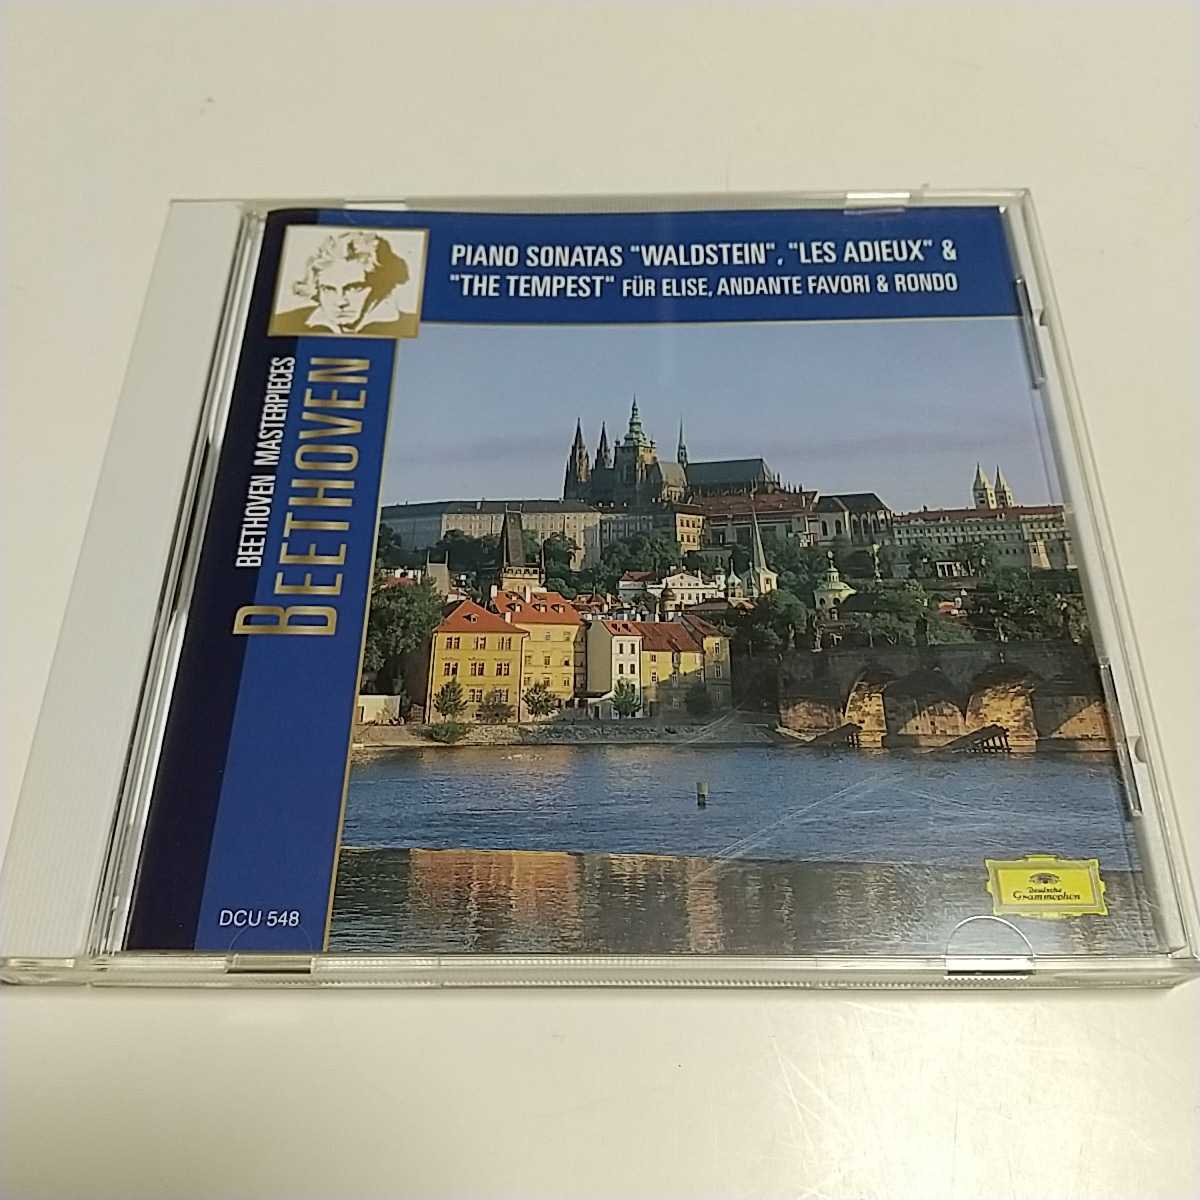 PIANO SONATAS "WALDSTEIN", "LES ADIEUX" &
"THE TEMPEST" FÜR ELISE, ANDANTE FAVORI & RONDO
BEETHOVEN MASTERPIECES
BEETHOVEN
DCU 548
Deutsche
Grammophon